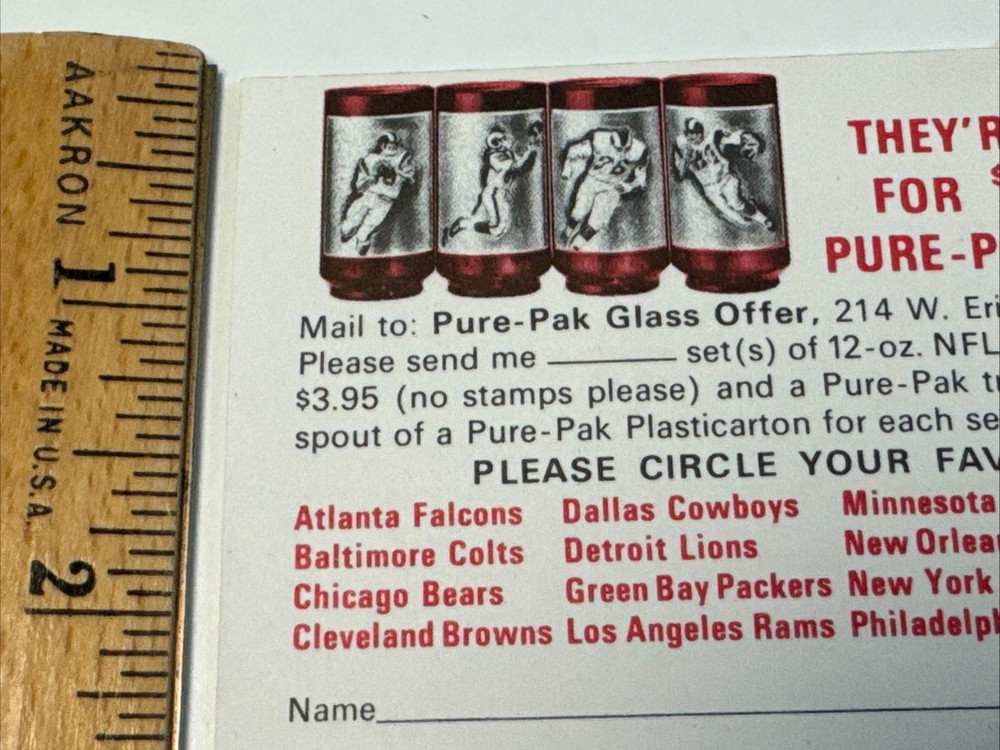 AAKRON
1
MADE IN U.S.A.
2
THEY'R
FOR $
PURE-P
Mail to: Pure-Pak Glass Offer, 214 W. Eri
Please send me ________ set(s) of 12-oz. NFL
$3.95 (no stamps please) and a Pure-Pak t
spout of a Pure-Pak Plasticarton for each se
PLEASE CIRCLE YOUR FAV
Atlanta Falcons Dallas Cowboys Minnesota
Baltimore Colts Detroit Lions New Orlea
Chicago Bears Green Bay Packers New York
Cleveland Browns Los Angeles Rams Philadelph
Name________